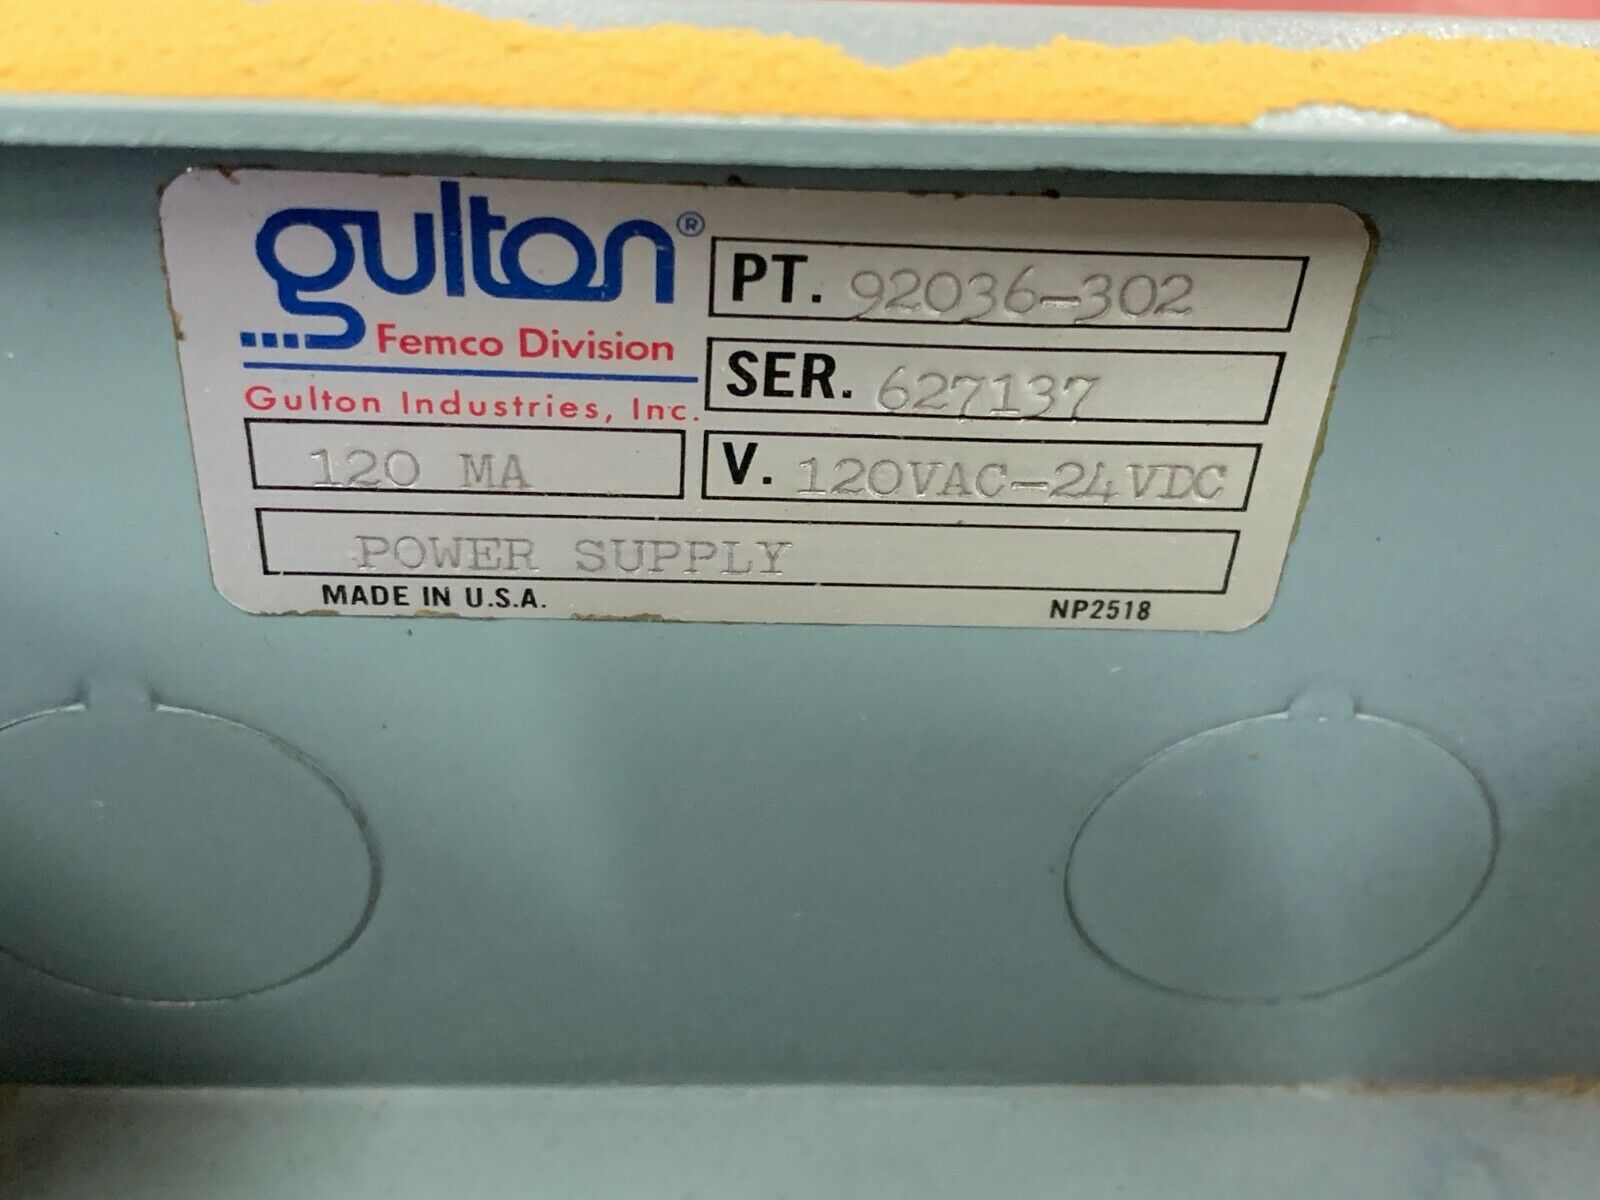 gulton®
Femco Division
Gulton Industries, Inc.
PT. 92036-302
SER. 627137
120 MA
V. 120VAC-24VDC
POWER SUPPLY
MADE IN U.S.A.
NP2518